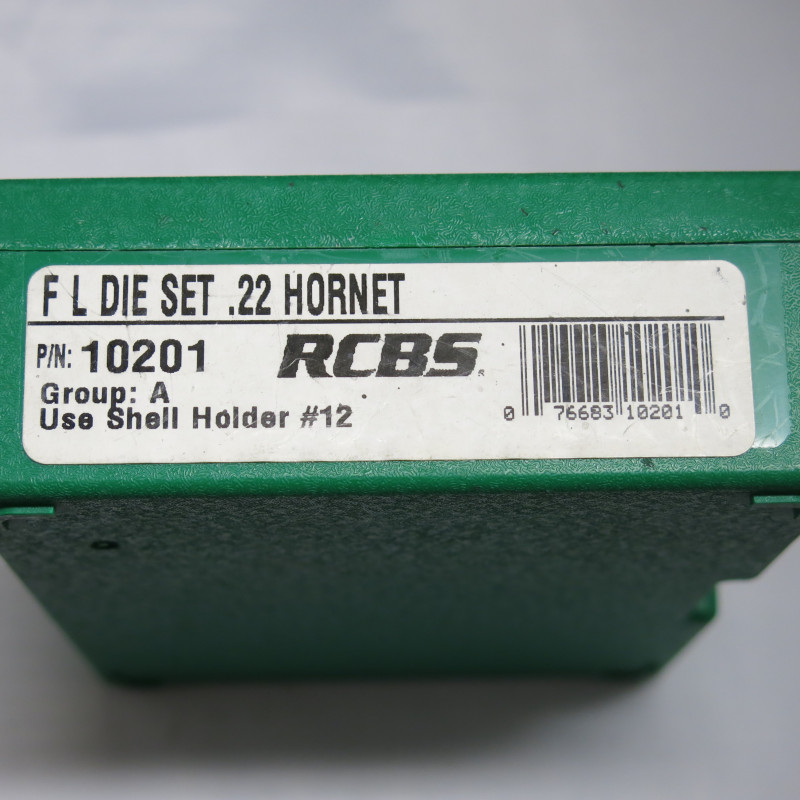 F L DIE SET .22 HORNET
P/N: 10201 RCBS.
Group: A
Use Shell Holder #12
0 76683 10201 0